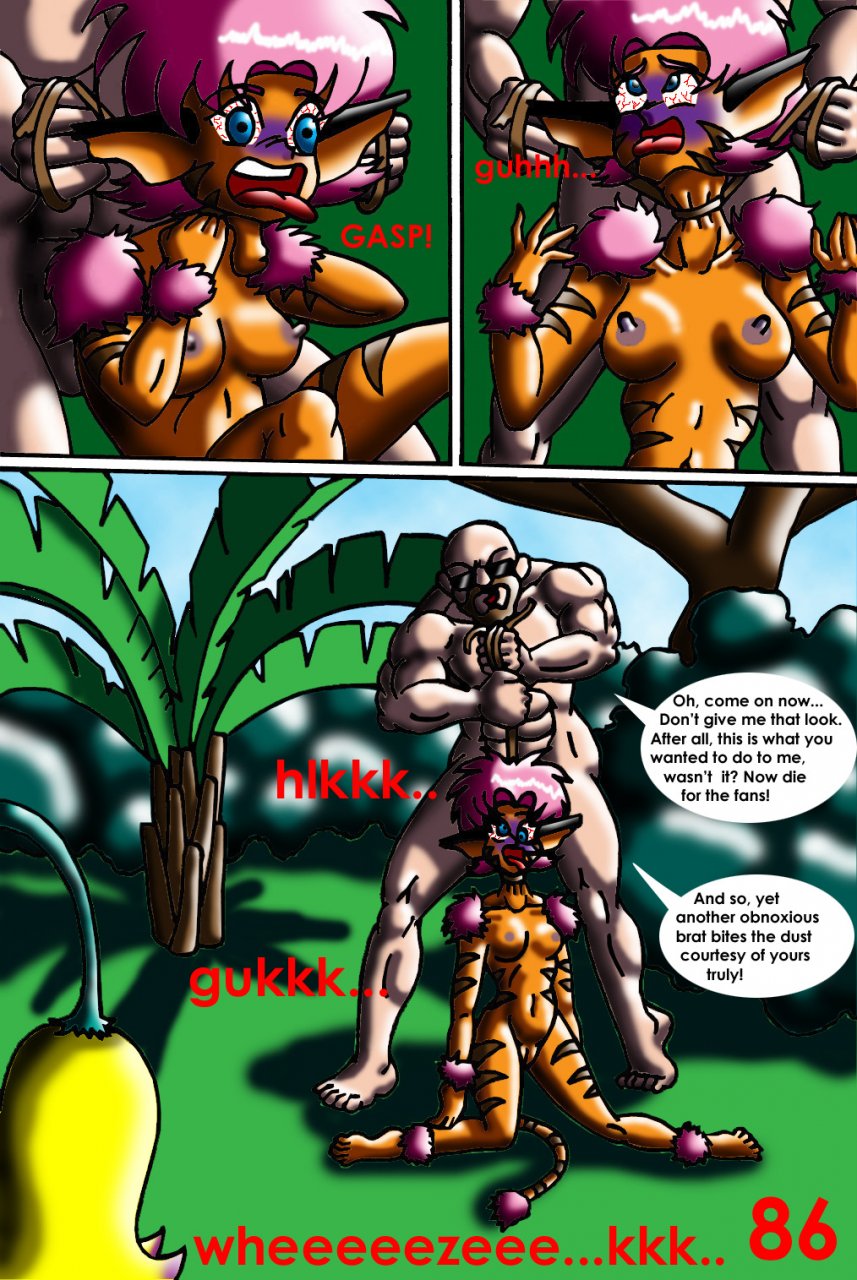 GASP!
guhhh...
Oh, come on now...
Don't give me that look.
After all, this is what you
wanted to do to me,
wasn't it? Now die
for the fans!
hlkkk..
And so, yet
another obnoxious
brat bites the dust
courtesy of yours
truly!
gukkk...
wheeeeezeee...kkk..
86